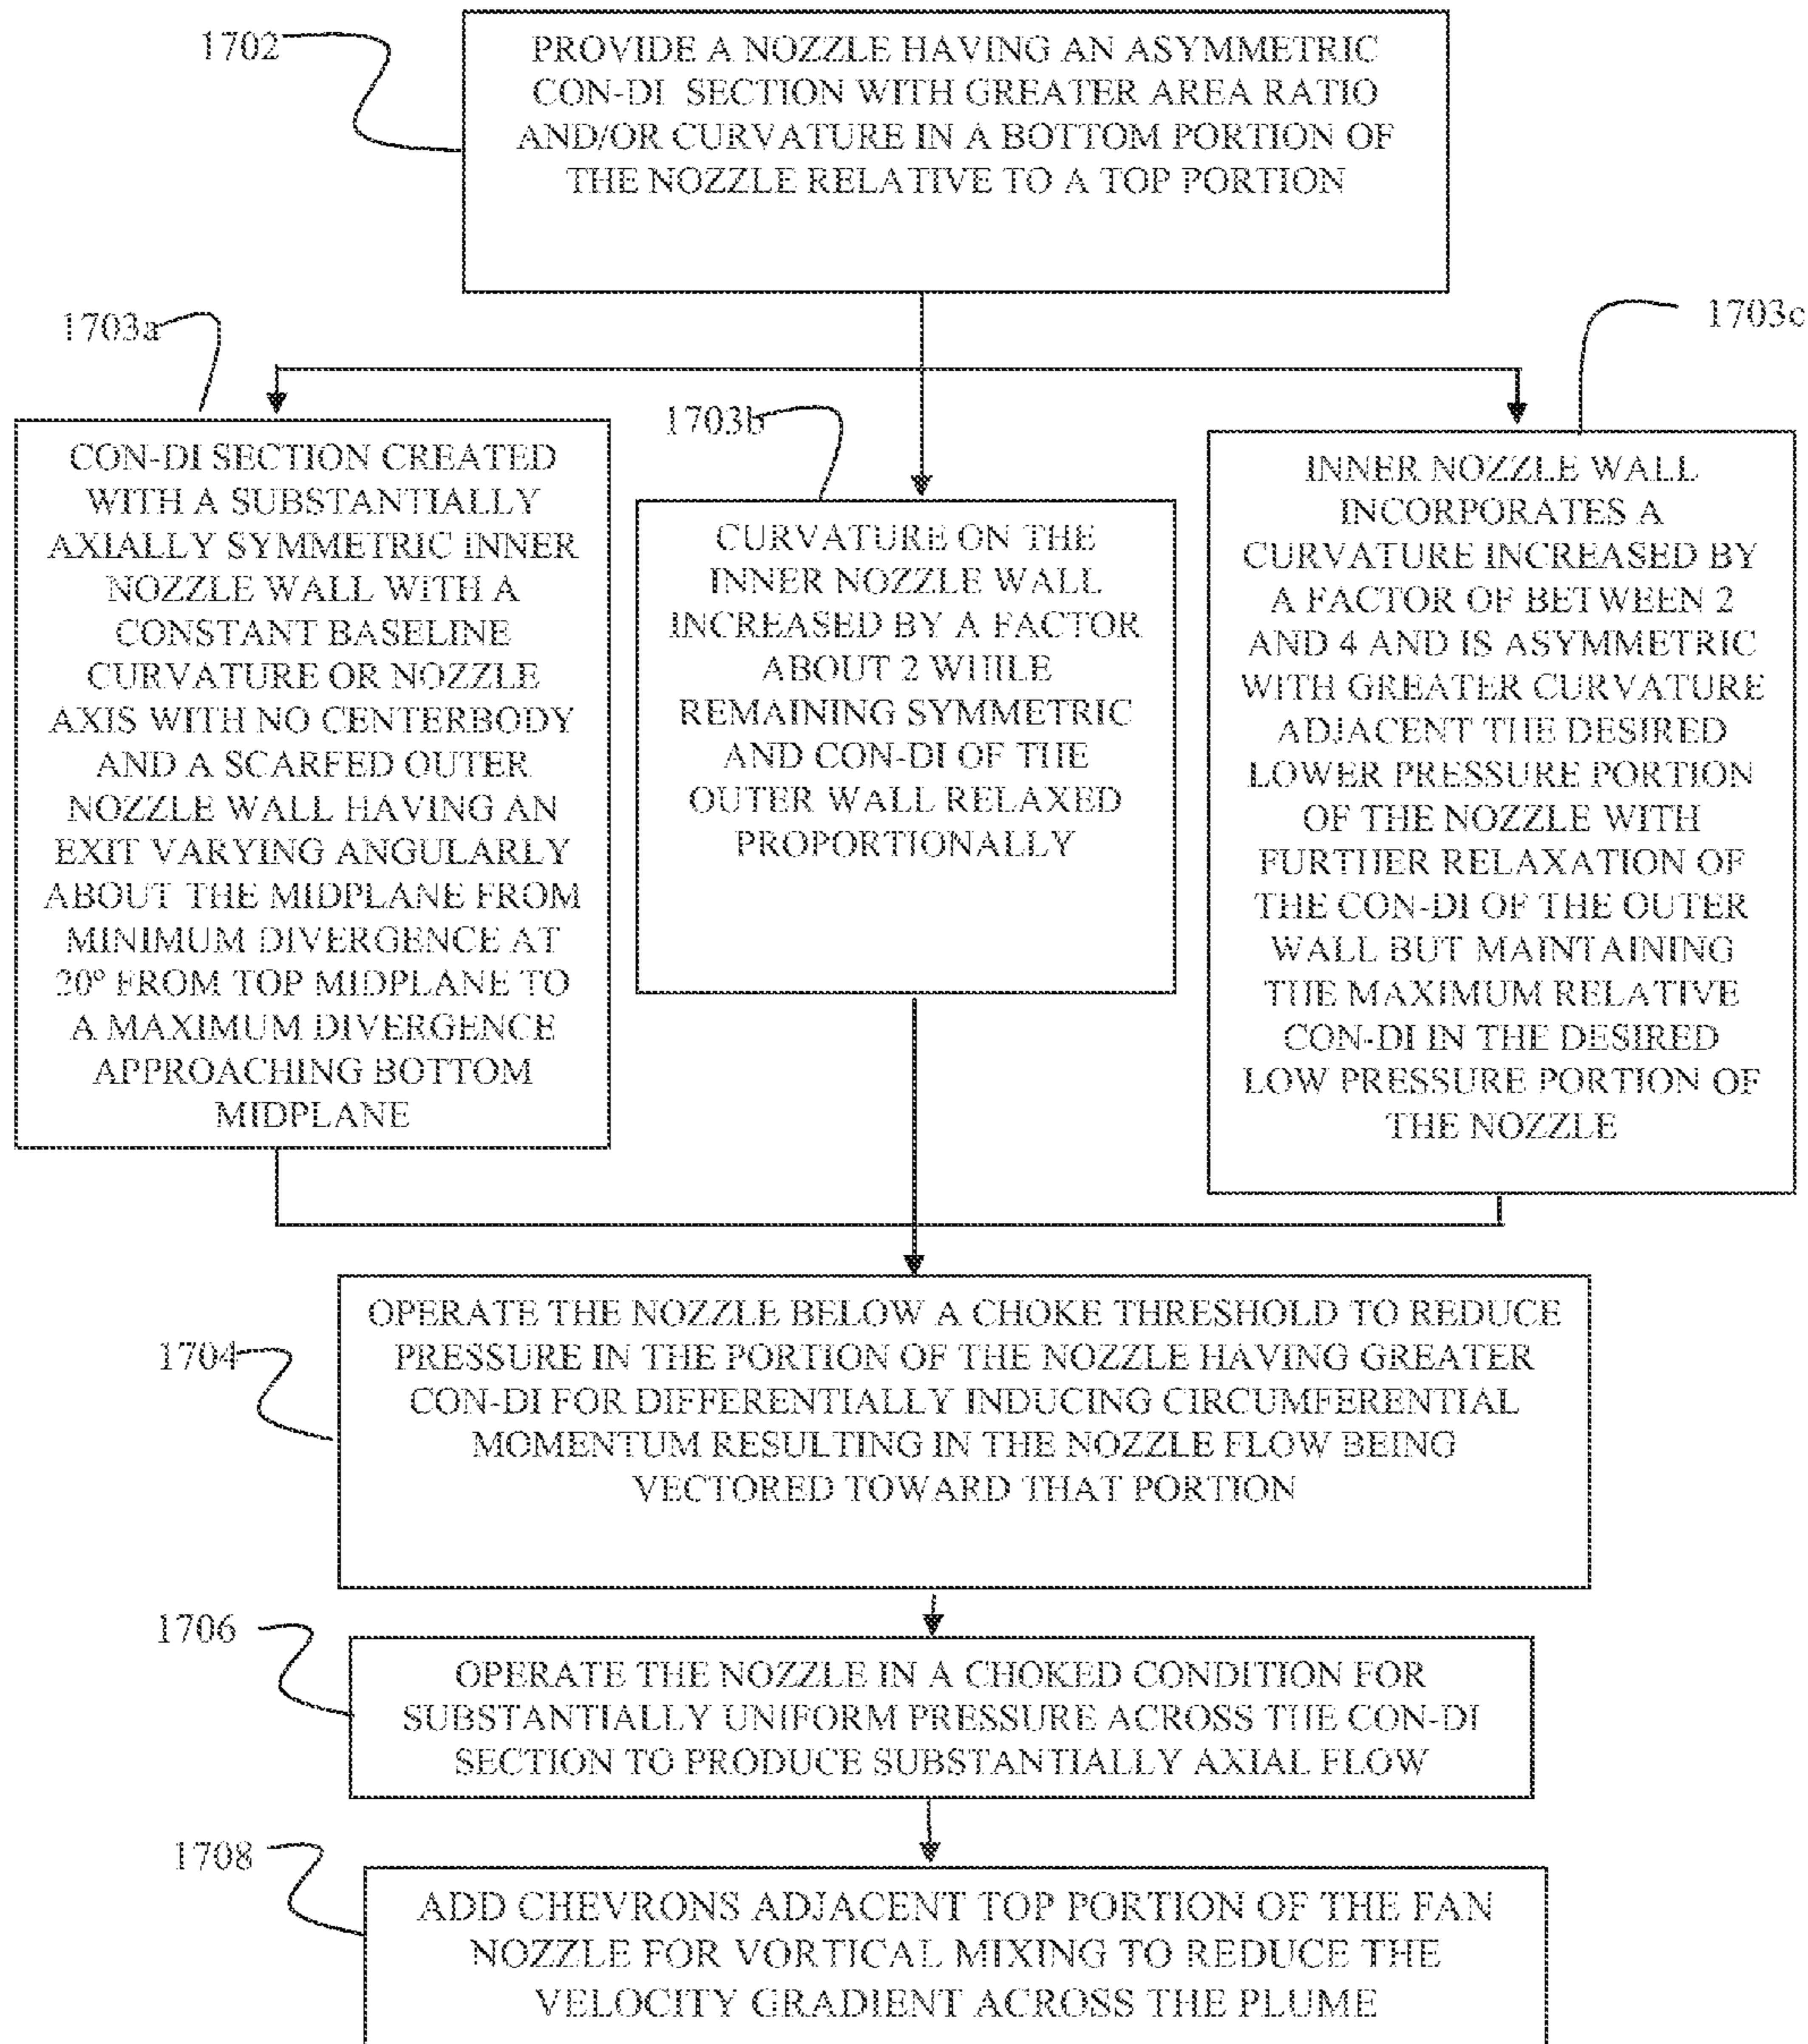 1702
PROVIDE A NOZZLE HAVING AN ASYMMETRIC
CON-DI SECTION WITH GREATER AREA RATIO
AND/OR CURVATURE IN A BOTTOM PORTION OF
THE NOZZLE RELATIVE TO A TOP PORTION
1703a
CON-DI SECTION CREATED
WITH A SUBSTANTIALLY
AXIALLY SYMMETRIC INNER
NOZZLE WALL WITH A
CONSTANT BASELINE
CURVATURE OR NOZZLE
AXIS WITH NO CENTERBODY
AND A SCARFED OUTER
NOZZLE WALL HAVING AN
EXIT VARYING ANGULARLY
ABOUT THE MIDPLANE FROM
MINIMUM DIVERGENCE AT
20º FROM TOP MIDPLANE TO
A MAXIMUM DIVERGENCE
APPROACHING BOTTOM
MIDPLANE
1703b
CURVATURE ON THE
INNER NOZZLE WALL
INCREASED BY A FACTOR
ABOUT 2 WHILE
REMAINING SYMMETRIC
AND CON-DI OF THE
OUTER WALL RELAXED
PROPORTIONALLY
1703c
INNER NOZZLE WALL
INCORPORATES A
CURVATURE INCREASED BY
A FACTOR OF BETWEEN 2
AND 4 AND IS ASYMMETRIC
WITH GREATER CURVATURE
ADJACENT THE DESIRED
LOWER PRESSURE PORTION
OF THE NOZZLE WITH
FURTHER RELAXATION OF
THE CON-DI OF THE OUTER
WALL BUT MAINTAINING
THE MAXIMUM RELATIVE
CON-DI IN THE DESIRED
LOW PRESSURE PORTION OF
THE NOZZLE
1704
OPERATE THE NOZZLE BELOW A CHOKE THRESHOLD TO REDUCE
PRESSURE IN THE PORTION OF THE NOZZLE HAVING GREATER
CON-DI FOR DIFFERENTIALLY INDUCING CIRCUMFERENTIAL
MOMENTUM RESULTING IN THE NOZZLE FLOW BEING
VECTORED TOWARD THAT PORTION
1706
OPERATE THE NOZZLE IN A CHOKED CONDITION FOR
SUBSTANTIALLY UNIFORM PRESSURE ACROSS THE CON-DI
SECTION TO PRODUCE SUBSTANTIALLY AXIAL FLOW
1708
ADD CHEVRONS ADJACENT TOP PORTION OF THE FAN
NOZZLE FOR VORTICAL MIXING TO REDUCE THE
VELOCITY GRADIENT ACROSS THE PLUME